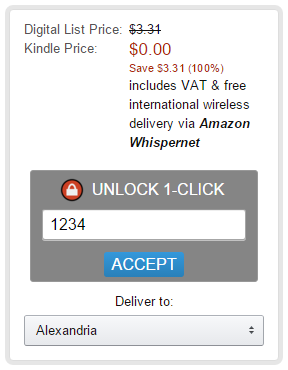 Digital List Price: $3.31
Kindle Price: $0.00
Save $3.31 (100%)
includes VAT & free
international wireless
delivery via Amazon
Whispernet
UNLOCK 1-CLICK
1234
ACCEPT
Deliver to:
Alexandria